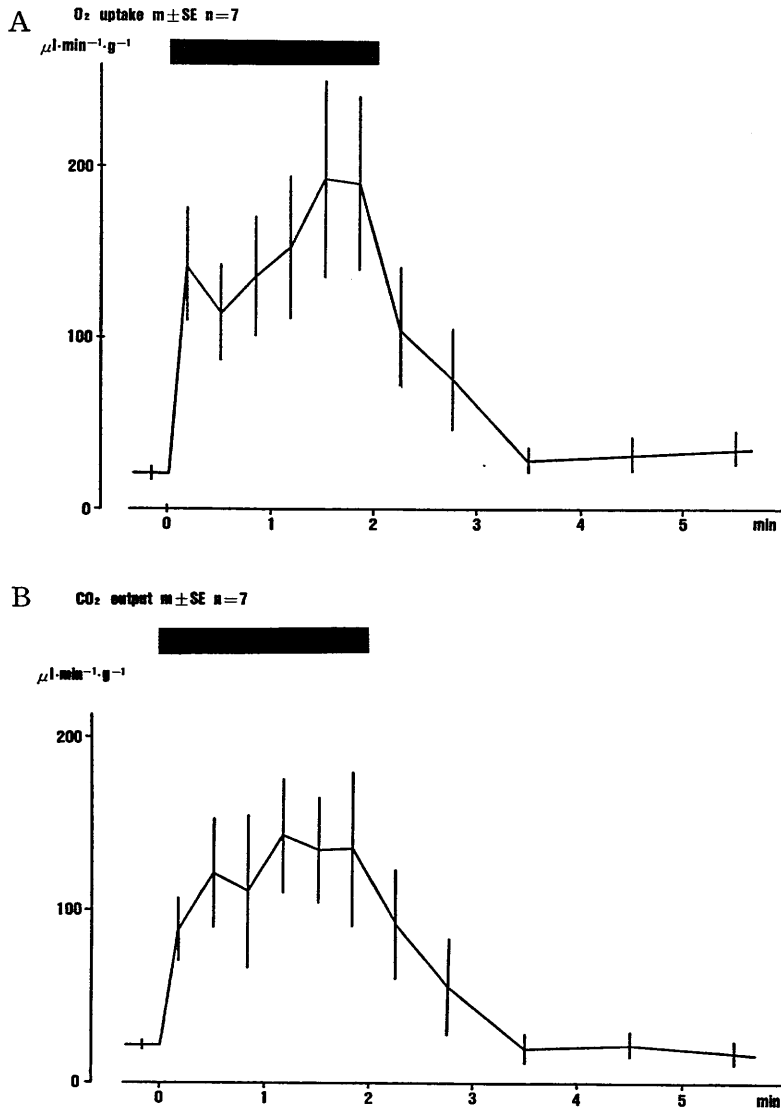 A
O₂ uptake m±SE n=7
μl·min⁻¹·g⁻¹
200
100
0
0 1 2 3 4 5 min
B
CO₂ output m±SE n=7
μl·min⁻¹·g⁻¹
200
100
0
0 1 2 3 4 5 min